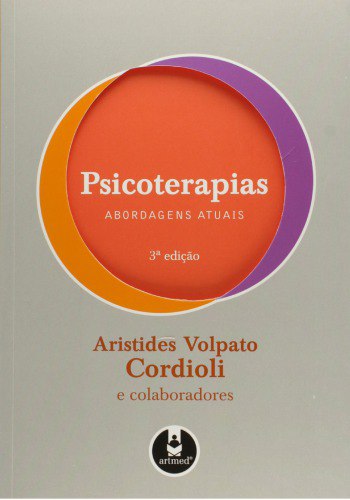 Psicoterapias
ABORDAGENS ATUAIS
3ª edição
Aristides Volpato
Cordioli
e colaboradores
artmed®